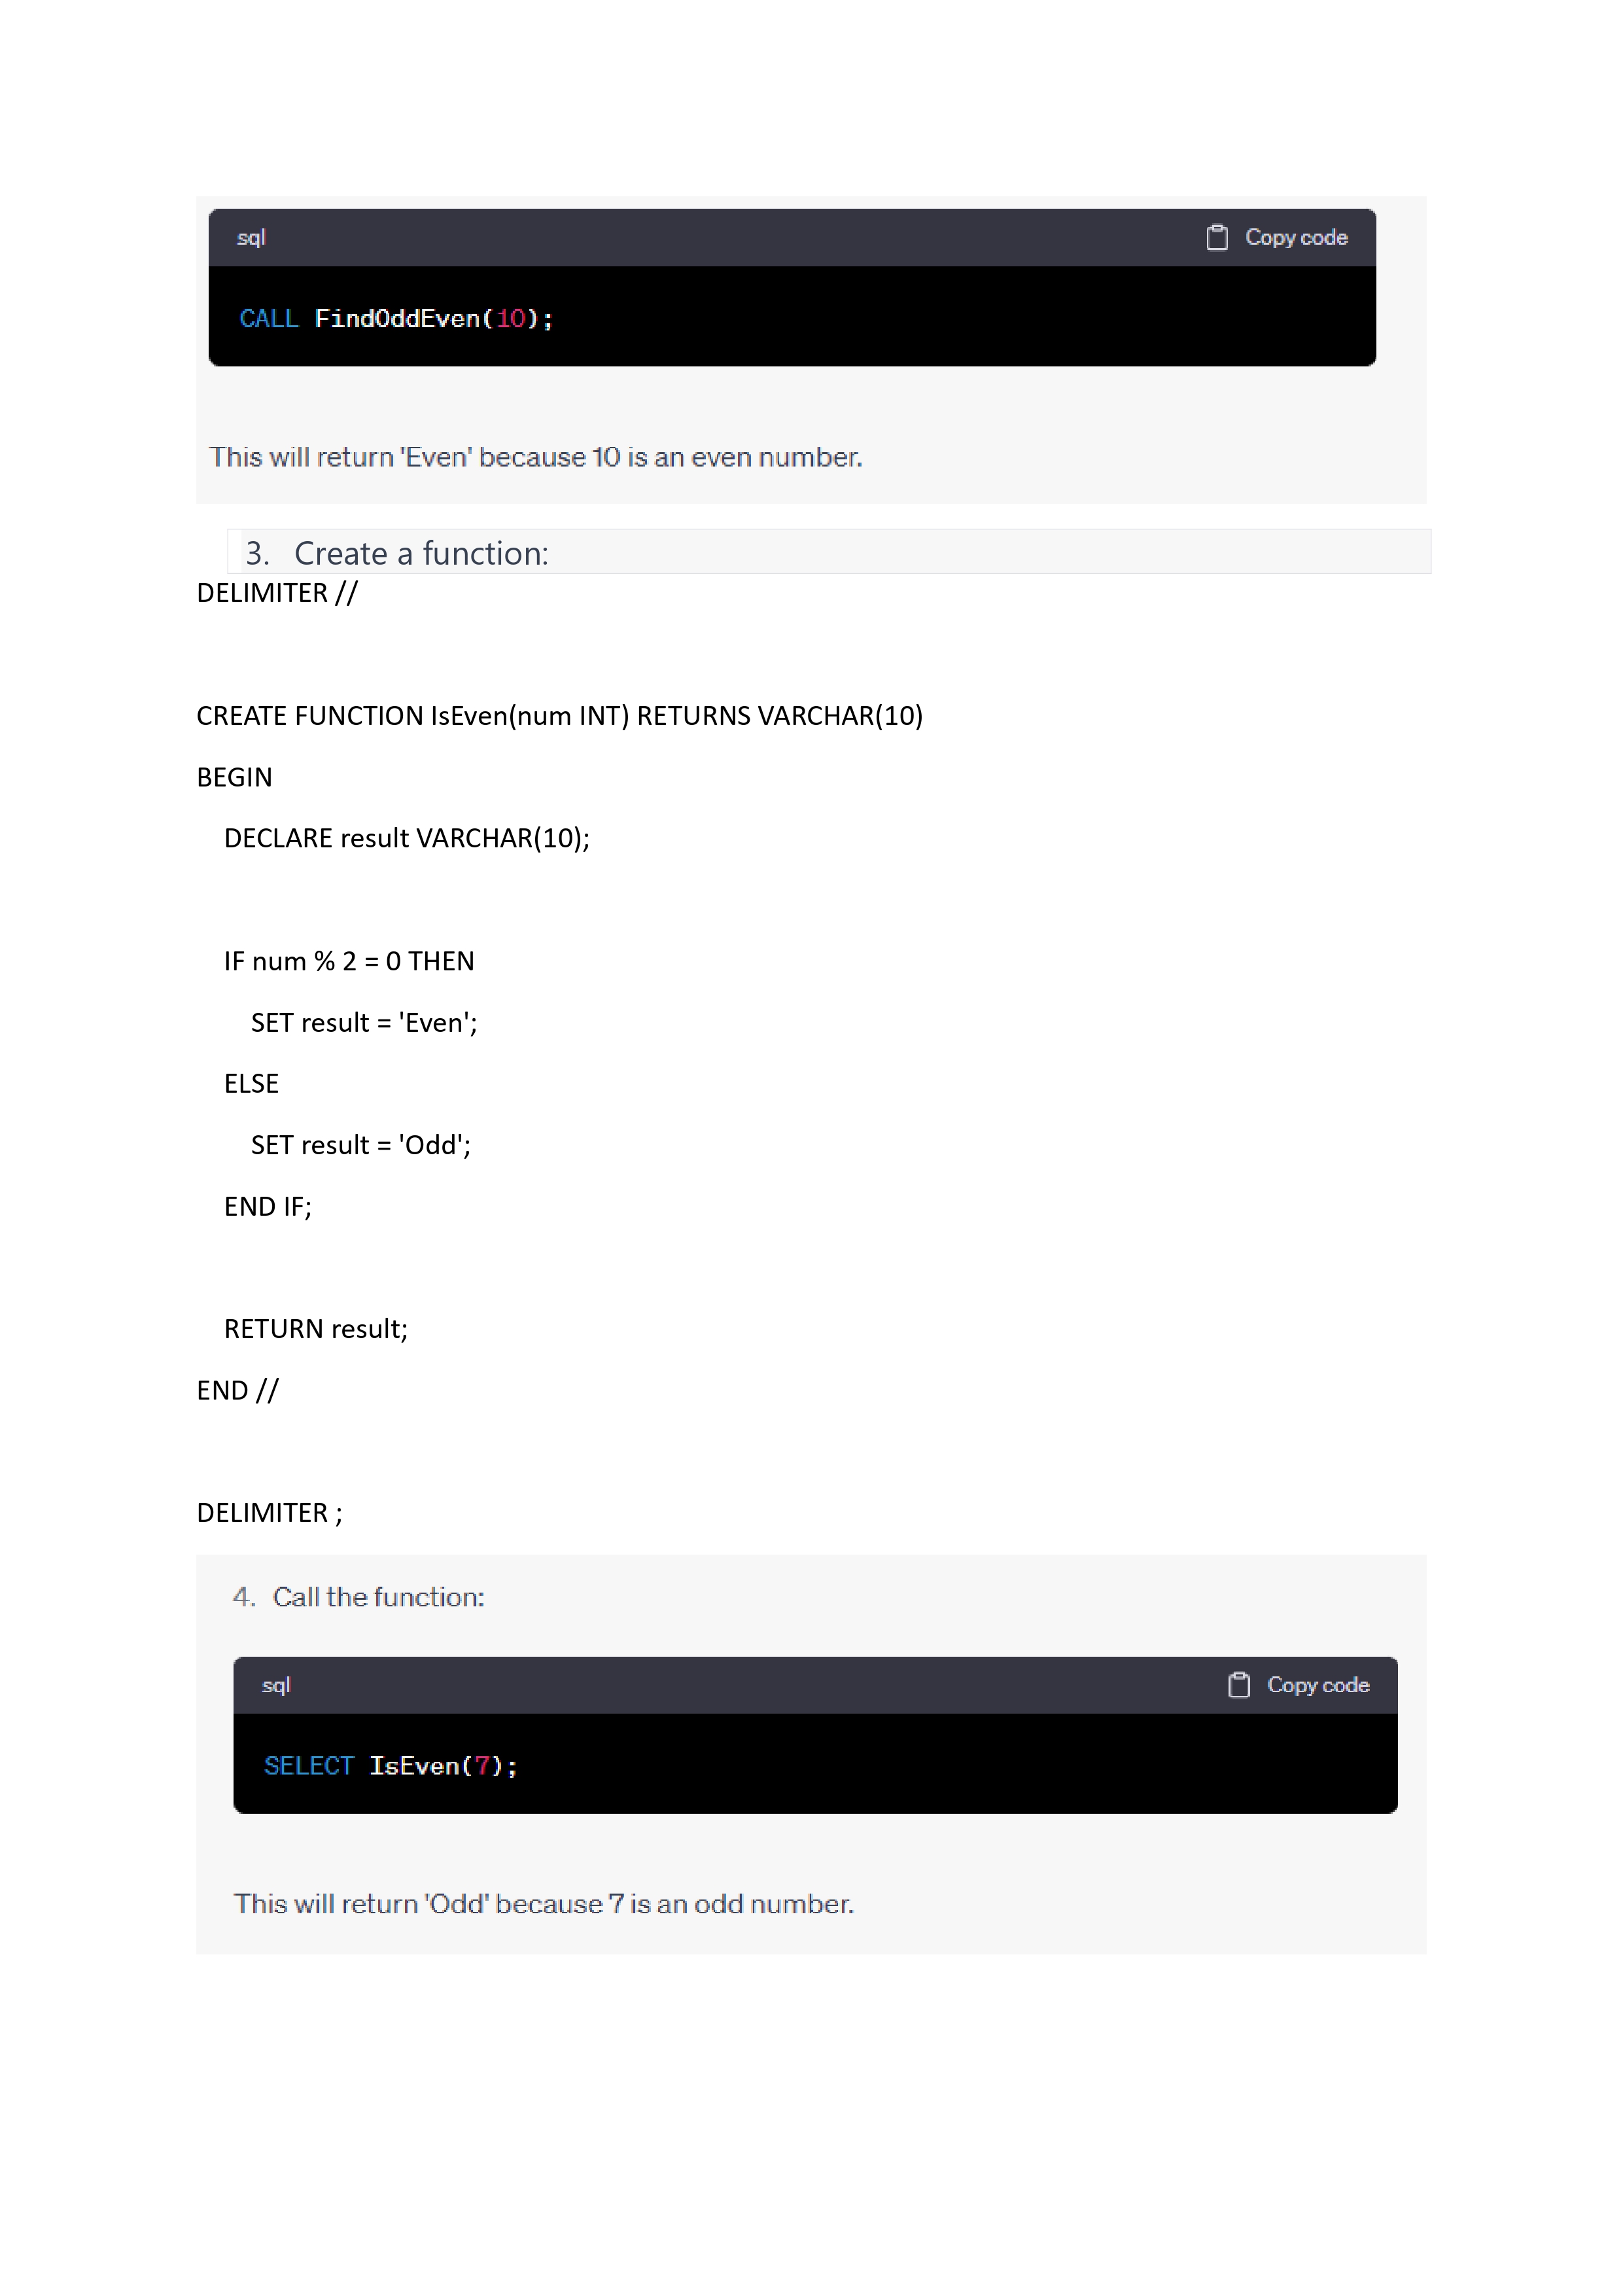 sql
Copy code
CALL FindOddEven(10);
This will return 'Even' because 10 is an even number.
3. Create a function:
DELIMITER //
CREATE FUNCTION IsEven(num INT) RETURNS VARCHAR(10)
BEGIN
DECLARE result VARCHAR(10);
IF num % 2 = 0 THEN
SET result = 'Even';
ELSE
SET result = 'Odd';
END IF;
RETURN result;
END //
DELIMITER ;
4. Call the function:
sql
Copy code
SELECT IsEven(7);
This will return 'Odd' because 7 is an odd number.